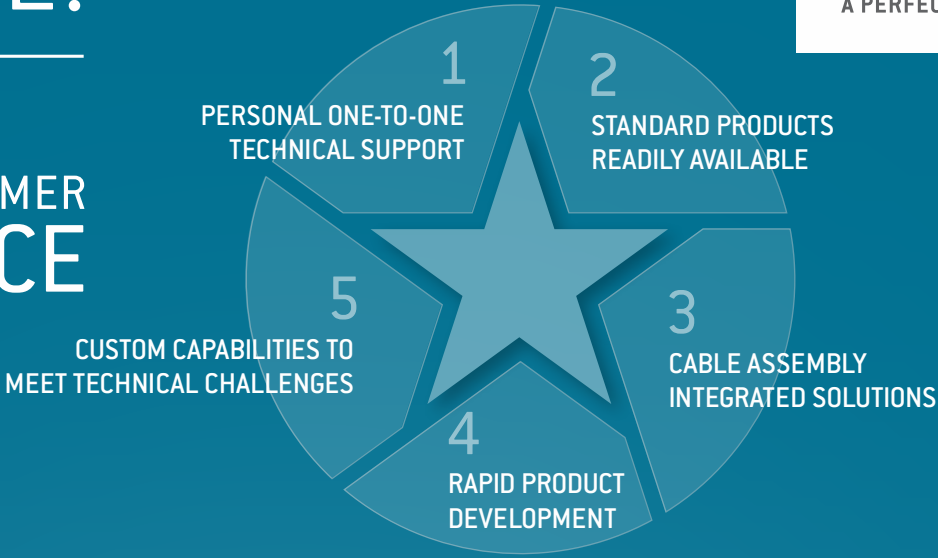 A PERFEC
1
PERSONAL ONE-TO-ONE
TECHNICAL SUPPORT
2
STANDARD PRODUCTS
READILY AVAILABLE
MER
CE
5
CUSTOM CAPABILITIES TO
MEET TECHNICAL CHALLENGES
3
CABLE ASSEMBLY
INTEGRATED SOLUTIONS
4
RAPID PRODUCT
DEVELOPMENT